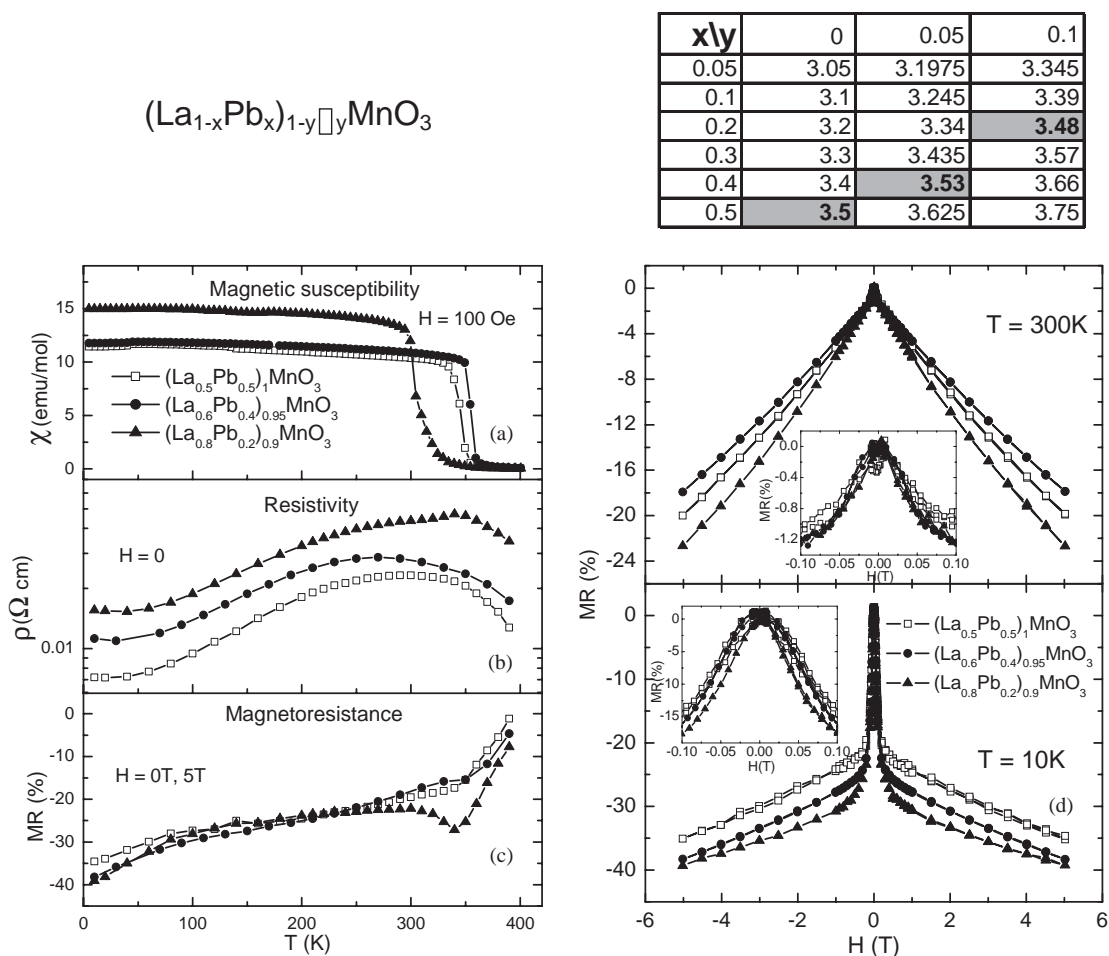 (La1-xPb x)1-y□yMnO3
x\y 0 0.05 0.1
0.05 3.05 3.1975 3.345
0.1 3.1 3.245 3.39
0.2 3.2 3.34 3.48
0.3 3.3 3.435 3.57
0.4 3.4 3.53 3.66
0.5 3.5 3.625 3.75
Magnetic susceptibility
H = 100 Oe
15
10
5
0
χ (emu/mol)
(La0.5Pb0.5)1MnO3
(La0.6Pb0.4)0.95MnO3
(La0.8Pb0.2)0.9MnO3
(a)
Resistivity
H = 0
0.01
ρ(Ω cm)
(b)
Magnetoresistance
H = 0T, 5T
0
-10
-20
-30
-40
MR (%)
(c)
0 100 200 300 400
T (K)
0
-4
-8
-12
-16
-20
-24
T = 300K
0.0
-0.4
-0.8
-1.2
MR(%)
-0.10 -0.05 0.00 0.05 0.10
H(T)
MR (%)
0
-10
-20
-30
-40
0
-5
-10
-15
MR(%)
0.10 -0.05 0.00 0.05 0.10
H(T)
(La0.5Pb0.5)1MnO3
(La0.6Pb0.4)0.95MnO3
(La0.8Pb0.2)0.9MnO3
T = 10K
(d)
-6 -4 -2 0 2 4 6
H (T)